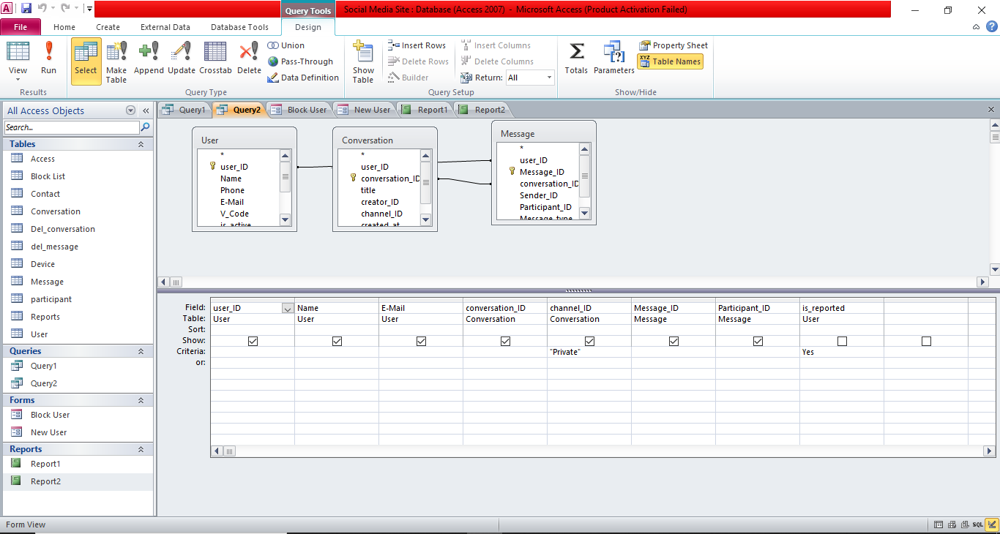 Query Tools
Social Media Site : Database (Access 2007) - Microsoft Access (Product Activation Failed)
File Home Create External Data Database Tools Design
View
Run
Select
Make Table
Append
Update
Crosstab
Delete
Union
Pass-Through
Data Definition
Show Table
Insert Rows
Delete Rows
Builder
Insert Columns
Delete Columns
Return: All
Totals
Parameters
Property Sheet
Table Names
Results
Query Type
Query Setup
Show/Hide
All Access Objects
Search...
Tables
Access
Block List
Contact
Conversation
Del_conversation
del_message
Device
Message
participant
Reports
User
Queries
Query1
Query2
Forms
Block User
New User
Reports
Report1
Report2
Query1 Query2 Block User New User Report1 Report2
User
*
user_ID
Name
Phone
E-Mail
V_Code
is_active
Conversation
*
user_ID
conversation_ID
title
creator_ID
channel_ID
created_at
Message
*
user_ID
Message_ID
conversation_ID
Sender_ID
Participant_ID
Message_type
Field: user_ID Name E-Mail conversation_ID channel_ID Message_ID Participant_ID is_reported
Table: User User User Conversation Conversation Message Message User
Sort:
Show:
Criteria: "Private" Yes
or:
Form View
SQL